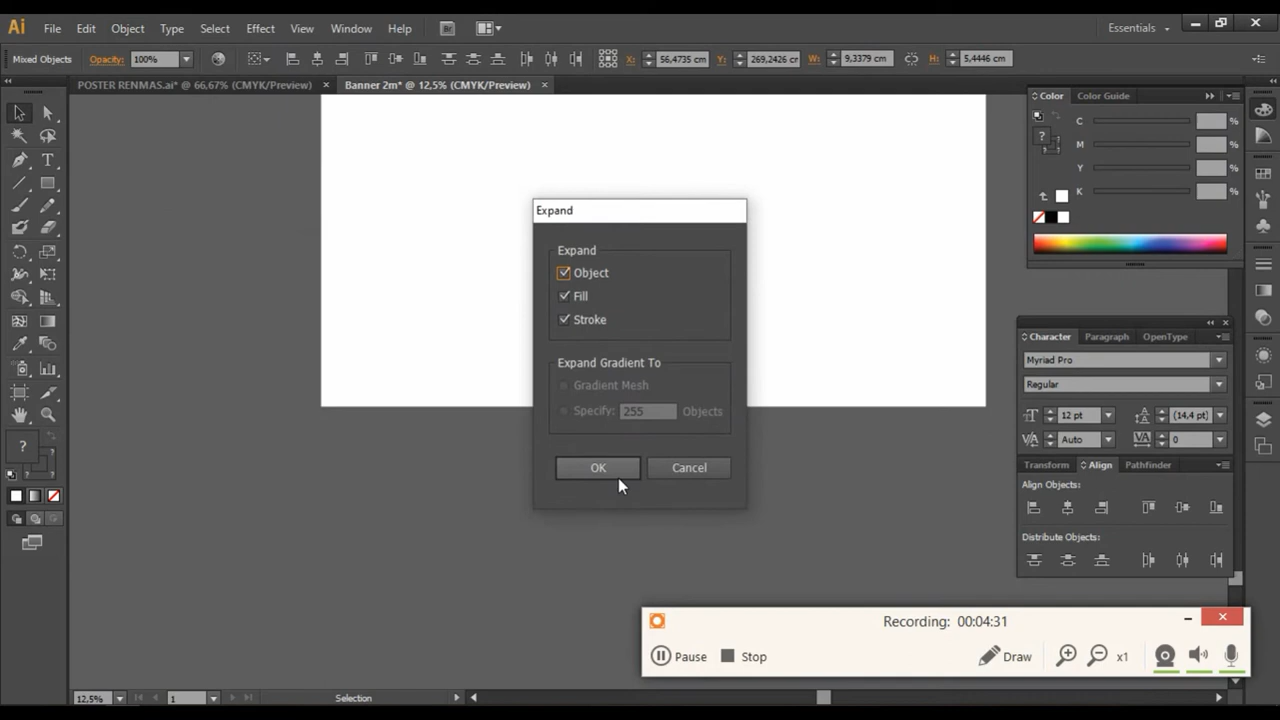 Ai File Edit Object Type Select Effect View Window Help Essentials
Mixed Objects Opacity: 100% X: 56,4735 cm Y: 269,2426 cr W: 9,3379 cm H: 5,4446 cm
POSTER RENMAS.ai* @ 66,67% (CMYK/Preview) Banner 2m* @ 12,5% (CMYK/Preview)
Color Color Guide
C %
M %
Y %
K %
Expand
Expand
Object
Fill
Stroke
Expand Gradient To
Gradient Mesh
Specify: 255 Objects
OK Cancel
Character Paragraph OpenType
Myriad Pro
Regular
12 pt (14,4 pt)
Auto 0
Transform Align Pathfinder
Align Objects:
Distribute Objects:
Recording: 00:04:31
Pause Stop Draw x1
12,5% 1 Selection